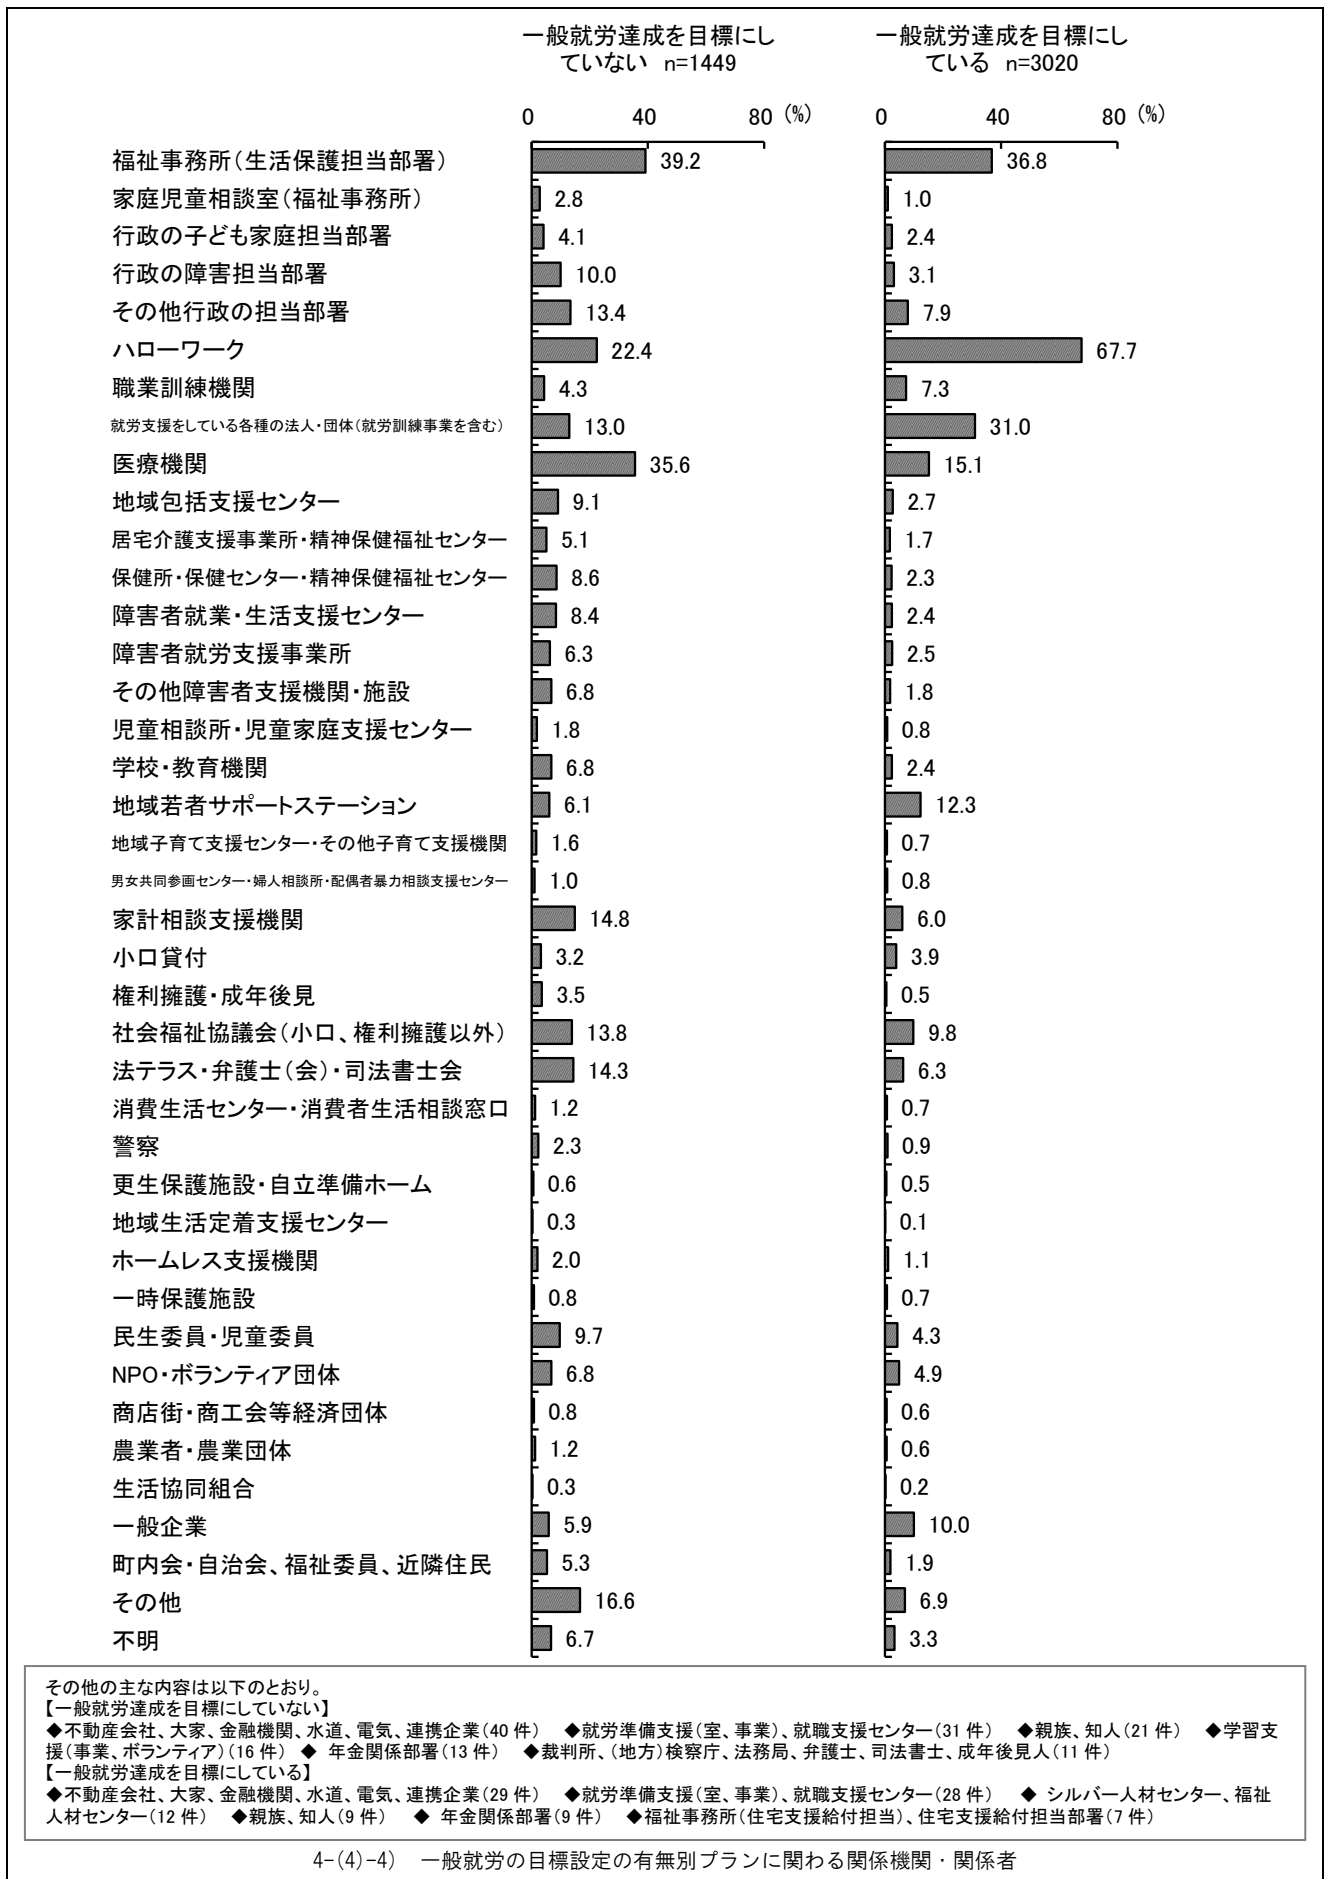 一般就労達成を目標にし
ていない n=1449
一般就労達成を目標にし
ている n=3020
0 40 80 (%) 0 40 80 (%)
福祉事務所(生活保護担当部署) 39.2 36.8
家庭児童相談室(福祉事務所) 2.8 1.0
行政の子ども家庭担当部署 4.1 2.4
行政の障害担当部署 10.0 3.1
その他行政の担当部署 13.4 7.9
ハローワーク 22.4 67.7
職業訓練機関 4.3 7.3
就労支援をしている各種の法人・団体(就労訓練事業を含む) 13.0 31.0
医療機関 35.6 15.1
地域包括支援センター 9.1 2.7
居宅介護支援事業所・精神保健福祉センター 5.1 1.7
保健所・保健センター・精神保健福祉センター 8.6 2.3
障害者就業・生活支援センター 8.4 2.4
障害者就労支援事業所 6.3 2.5
その他障害者支援機関・施設 6.8 1.8
児童相談所・児童家庭支援センター 1.8 0.8
学校・教育機関 6.8 2.4
地域若者サポートステーション 6.1 12.3
地域子育て支援センター・その他子育て支援機関 1.6 0.7
男女共同参画センター・婦人相談所・配偶者暴力相談支援センター 1.0 0.8
家計相談支援機関 14.8 6.0
小口貸付 3.2 3.9
権利擁護・成年後見 3.5 0.5
社会福祉協議会(小口、権利擁護以外) 13.8 9.8
法テラス・弁護士(会)・司法書士会 14.3 6.3
消費生活センター・消費者生活相談窓口 1.2 0.7
警察 2.3 0.9
更生保護施設・自立準備ホーム 0.6 0.5
地域生活定着支援センター 0.3 0.1
ホームレス支援機関 2.0 1.1
一時保護施設 0.8 0.7
民生委員・児童委員 9.7 4.3
NPO・ボランティア団体 6.8 4.9
商店街・商工会等経済団体 0.8 0.6
農業者・農業団体 1.2 0.6
生活協同組合 0.3 0.2
一般企業 5.9 10.0
町内会・自治会、福祉委員、近隣住民 5.3 1.9
その他 16.6 6.9
不明 6.7 3.3
その他の主な内容は以下のとおり。
【一般就労達成を目標にしていない】
◆不動産会社、大家、金融機関、水道、電気、連携企業(40 件) ◆就労準備支援(室、事業)、就職支援センター(31 件) ◆親族、知人(21 件) ◆学習支
援(事業、ボランティア)(16 件) ◆ 年金関係部署(13 件) ◆裁判所、(地方)検察庁、法務局、弁護士、司法書士、成年後見人(11 件)
【一般就労達成を目標にしている】
◆不動産会社、大家、金融機関、水道、電気、連携企業(29 件) ◆就労準備支援(室、事業)、就職支援センター(28 件) ◆ シルバー人材センター、福祉
人材センター(12 件) ◆親族、知人(9 件) ◆ 年金関係部署(9 件) ◆福祉事務所(住宅支援給付担当)、住宅支援給付担当部署(7 件)
4-(4)-4) 一般就労の目標設定の有無別プランに関わる関係機関・関係者